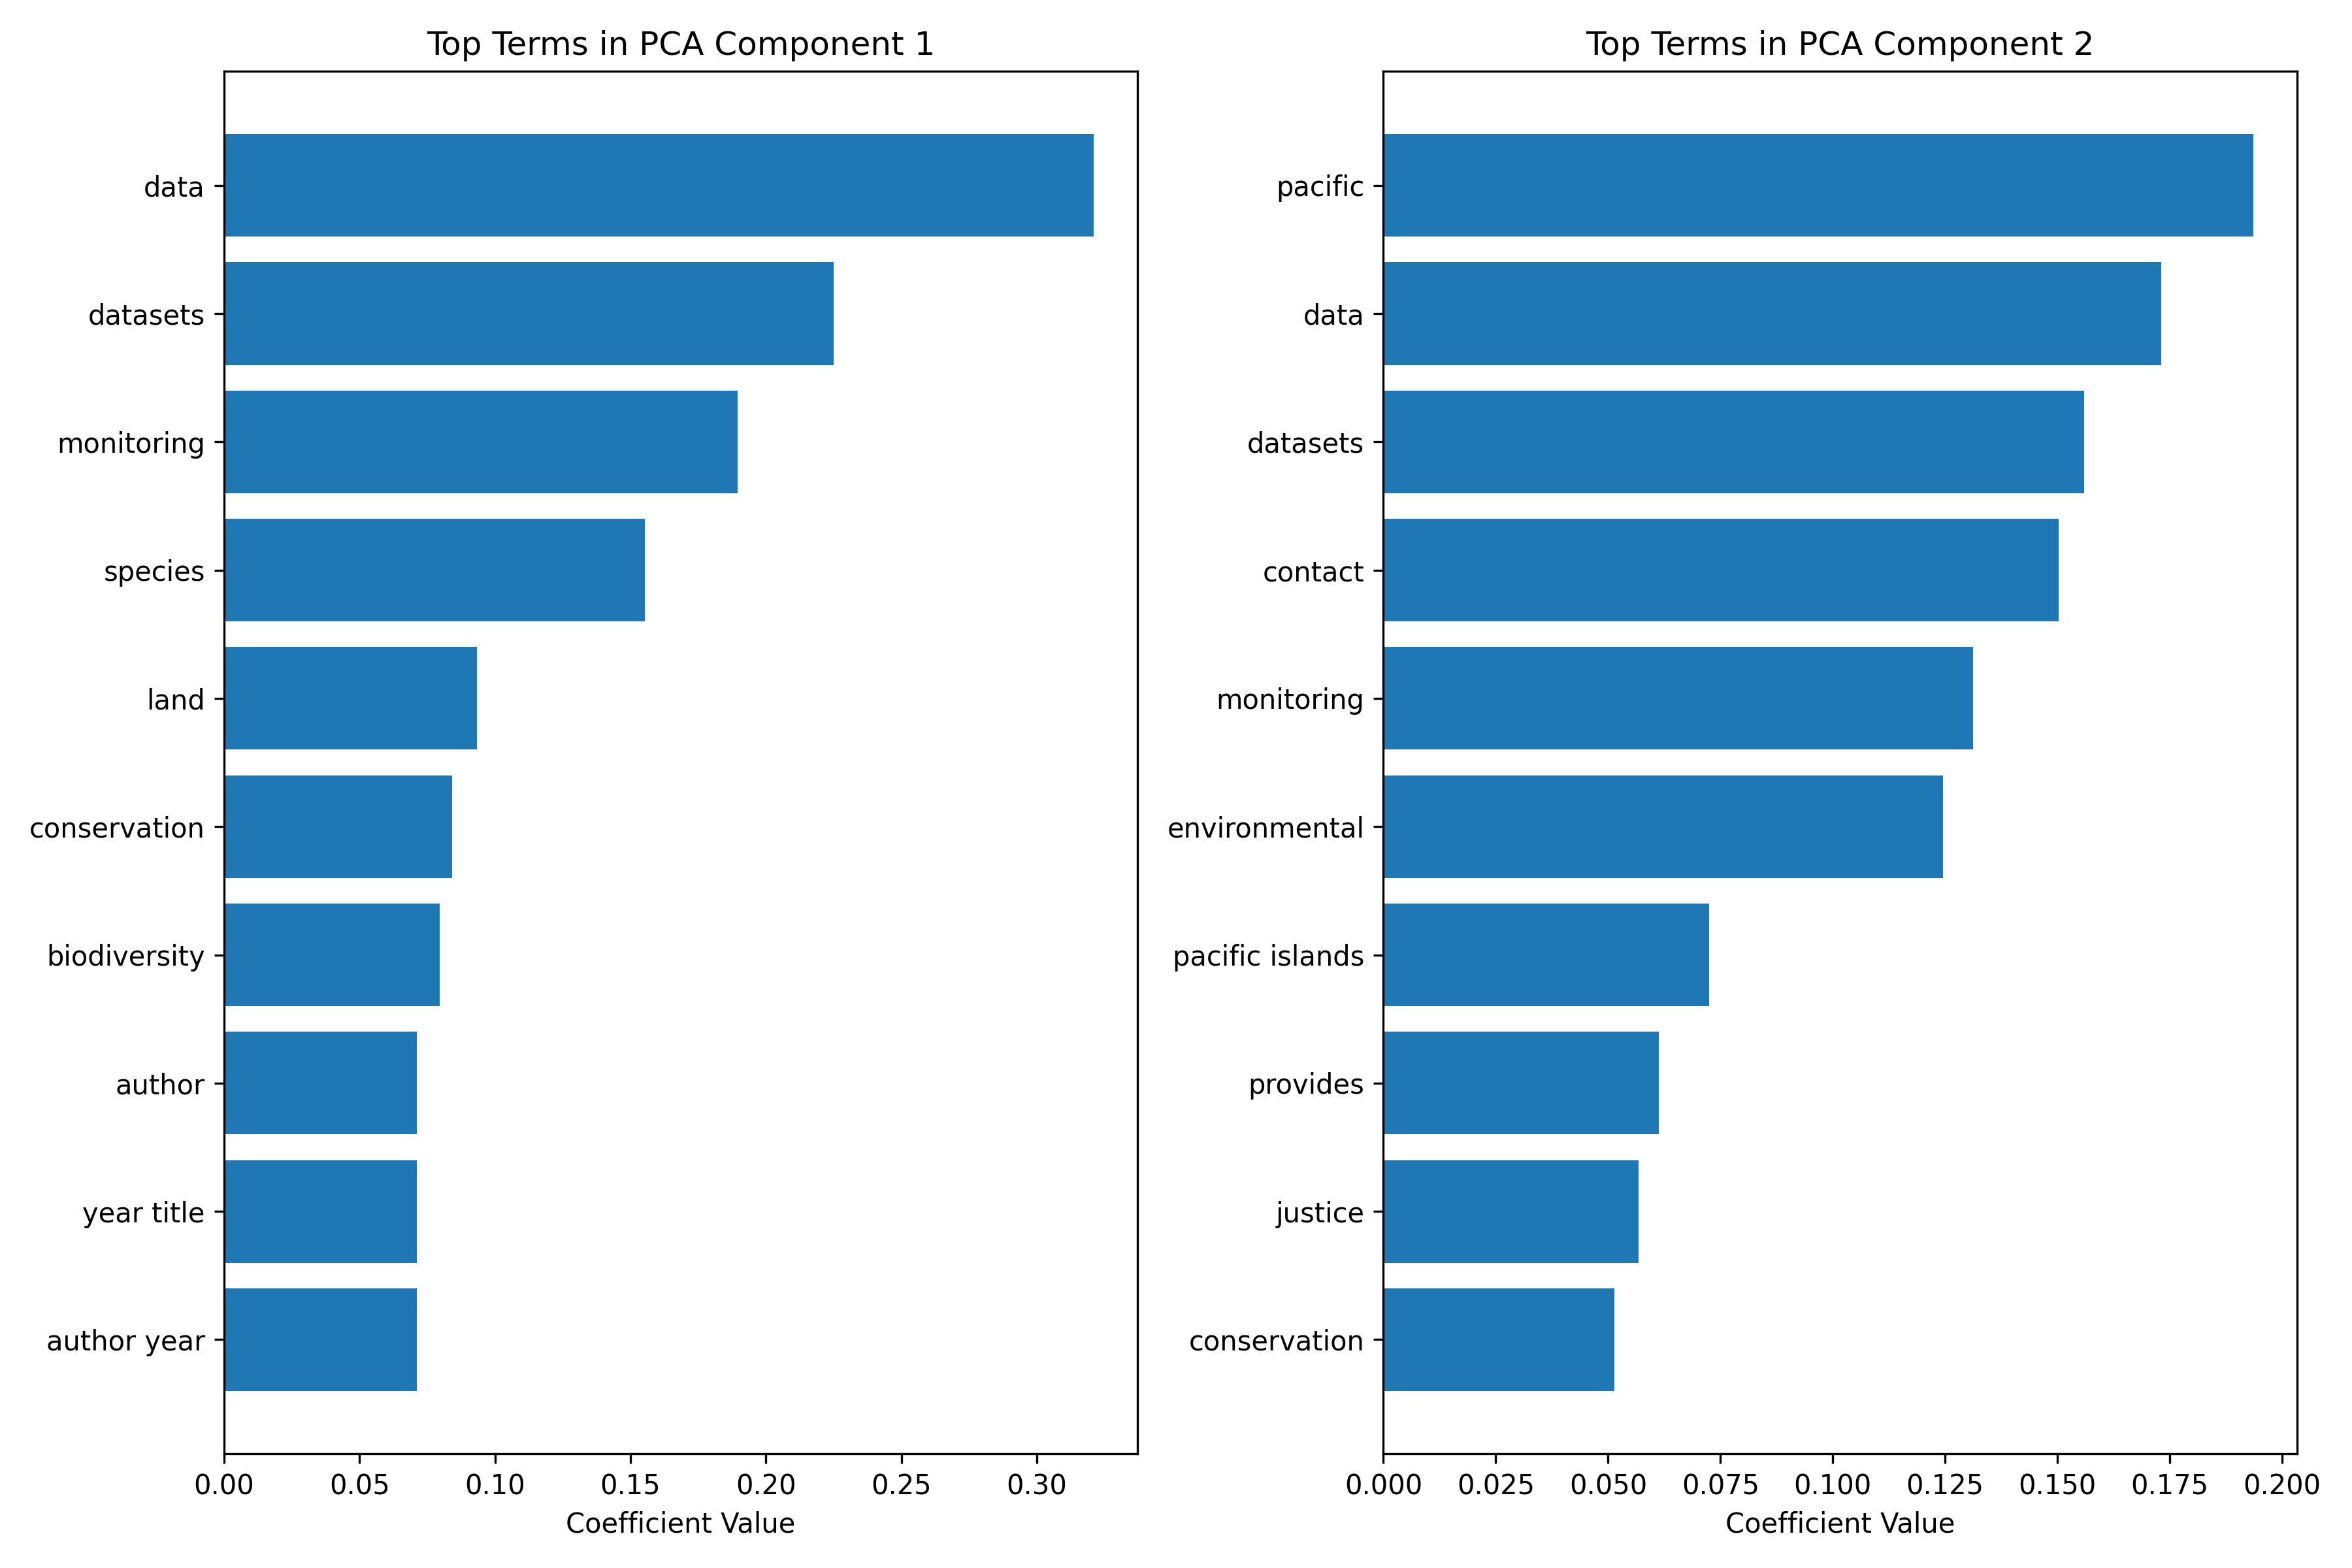 Top Terms in PCA Component 1
data
datasets
monitoring
species
land
conservation
biodiversity
author
year title
author year
0.00 0.05 0.10 0.15 0.20 0.25 0.30
Coefficient Value
Top Terms in PCA Component 2
pacific
data
datasets
contact
monitoring
environmental
pacific islands
provides
justice
conservation
0.000 0.025 0.050 0.075 0.100 0.125 0.150 0.175 0.200
Coefficient Value